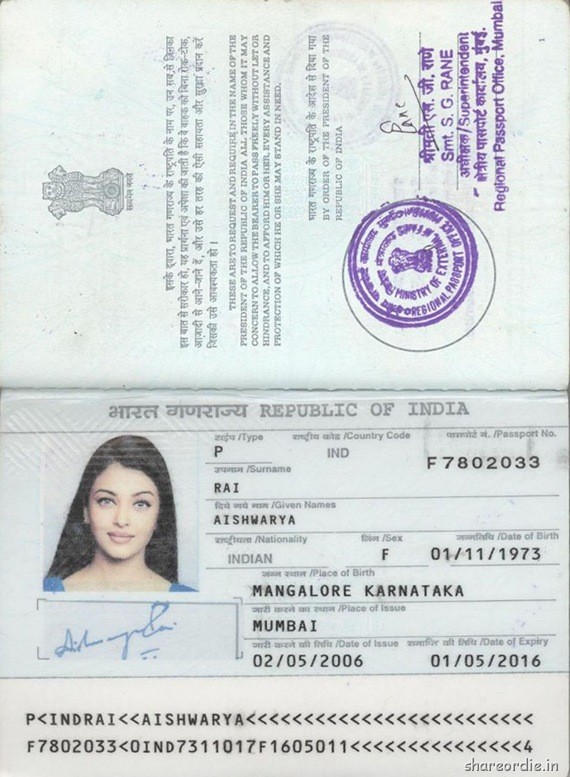 सत्यमेव जयते
इसके द्वारा, भारत गणराज्य के राष्ट्रपति के नाम पर, उन सब से जिनका
इस बात से सरोकार हो, यह प्रार्थना एवं अपेक्षा की जाती है कि वे वाहक को बिना रोक-टोक,
आजादी से आने-जाने दें, और उसे हर तरह की ऐसी सहायता और सुरक्षा प्रदान करें
जिसकी उसे आवश्यकता हो ।
THESE ARE TO REQUEST AND REQUIRE IN THE NAME OF THE
PRESIDENT OF THE REPUBLIC OF INDIA ALL THOSE WHOM IT MAY
CONCERN TO ALLOW THE BEARER TO PASS FREELY WITHOUT LET OR
HINDRANCE, AND TO AFFORD HIM OR HER, EVERY ASSISTANCE AND
PROTECTION OF WHICH HE OR SHE MAY STAND IN NEED.
भारत गणराज्य के राष्ट्रपति के आदेश से दिया गया
BY ORDER OF THE PRESIDENT OF THE
REPUBLIC OF INDIA
Rane
श्रीमती एस. जी. राणे
Smt. S. G. RANE
अधीक्षक/Superintendent
क्षेत्रीय पासपोर्ट कार्यालय, मुंबई.
Regional Passport Office, Mumbai
MINISTRY OF EXTERNAL
REGIONAL PASSPORT
1
भारत गणराज्य REPUBLIC OF INDIA
टाईप /Type राष्ट्रीय कोड /Country Code पासपोर्ट नं. /Passport No.
P IND F7802033
उपनाम /Surname
RAI
दिये गये नाम /Given Names
AISHWARYA
राष्ट्रीयता /Nationality लिंग /Sex जन्मतिथि /Date of Birth
INDIAN F 01/11/1973
जन्म स्थान /Place of Birth
MANGALORE KARNATAKA
जारी करने का स्थान /Place of Issue
MUMBAI
जारी करने की तिथि /Date of Issue समाप्ति की तिथि /Date of Expiry
02/05/2006 01/05/2016
Aishwarya Rai
P<INDRAI<<AISHWARYA<<<<<<<<<<<<<<<<<<<<<<<<<
F7802033<0IND7311017F1605011<<<<<<<<<<<<<<<4
shareordie.in